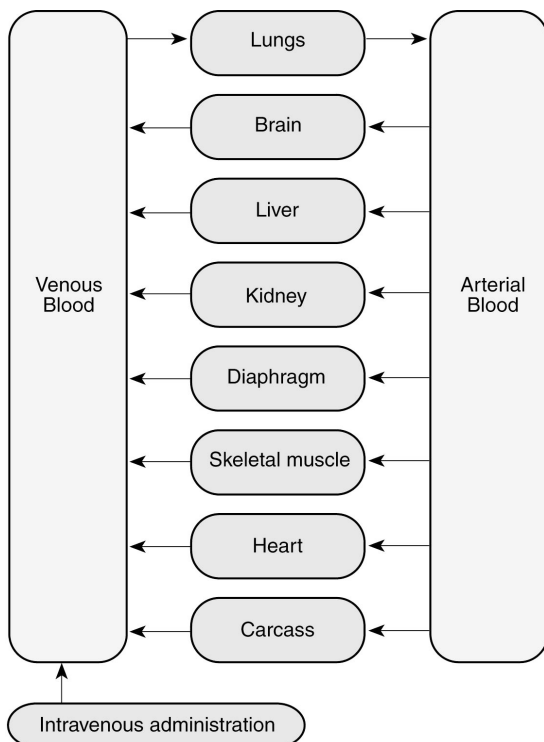 Lungs
Brain
Liver
Kidney
Diaphragm
Skeletal muscle
Heart
Carcass
Venous
Blood
Arterial
Blood
Intravenous administration